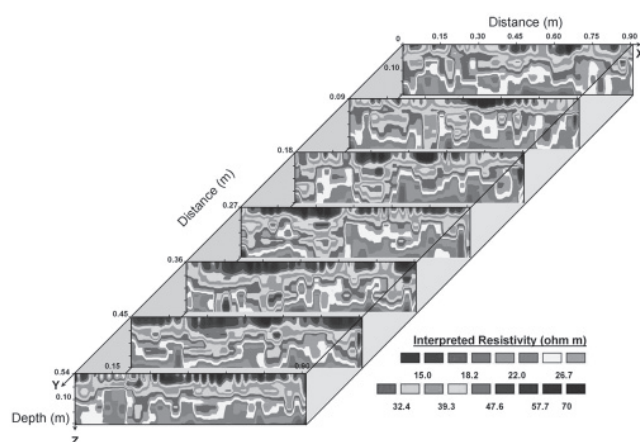 Distance (m)
0 0.15 0.30 0.45 0.60 0.75 0.90
X
0.10
0.09
0.18
Distance (m)
0.27
0.36
0.45
0.54
0.15
Y
0.10
Depth (m)
Z
Interpreted Resistivity (ohm m)
15.0 18.2 22.0 26.7
32.4 39.3 47.6 57.7 70